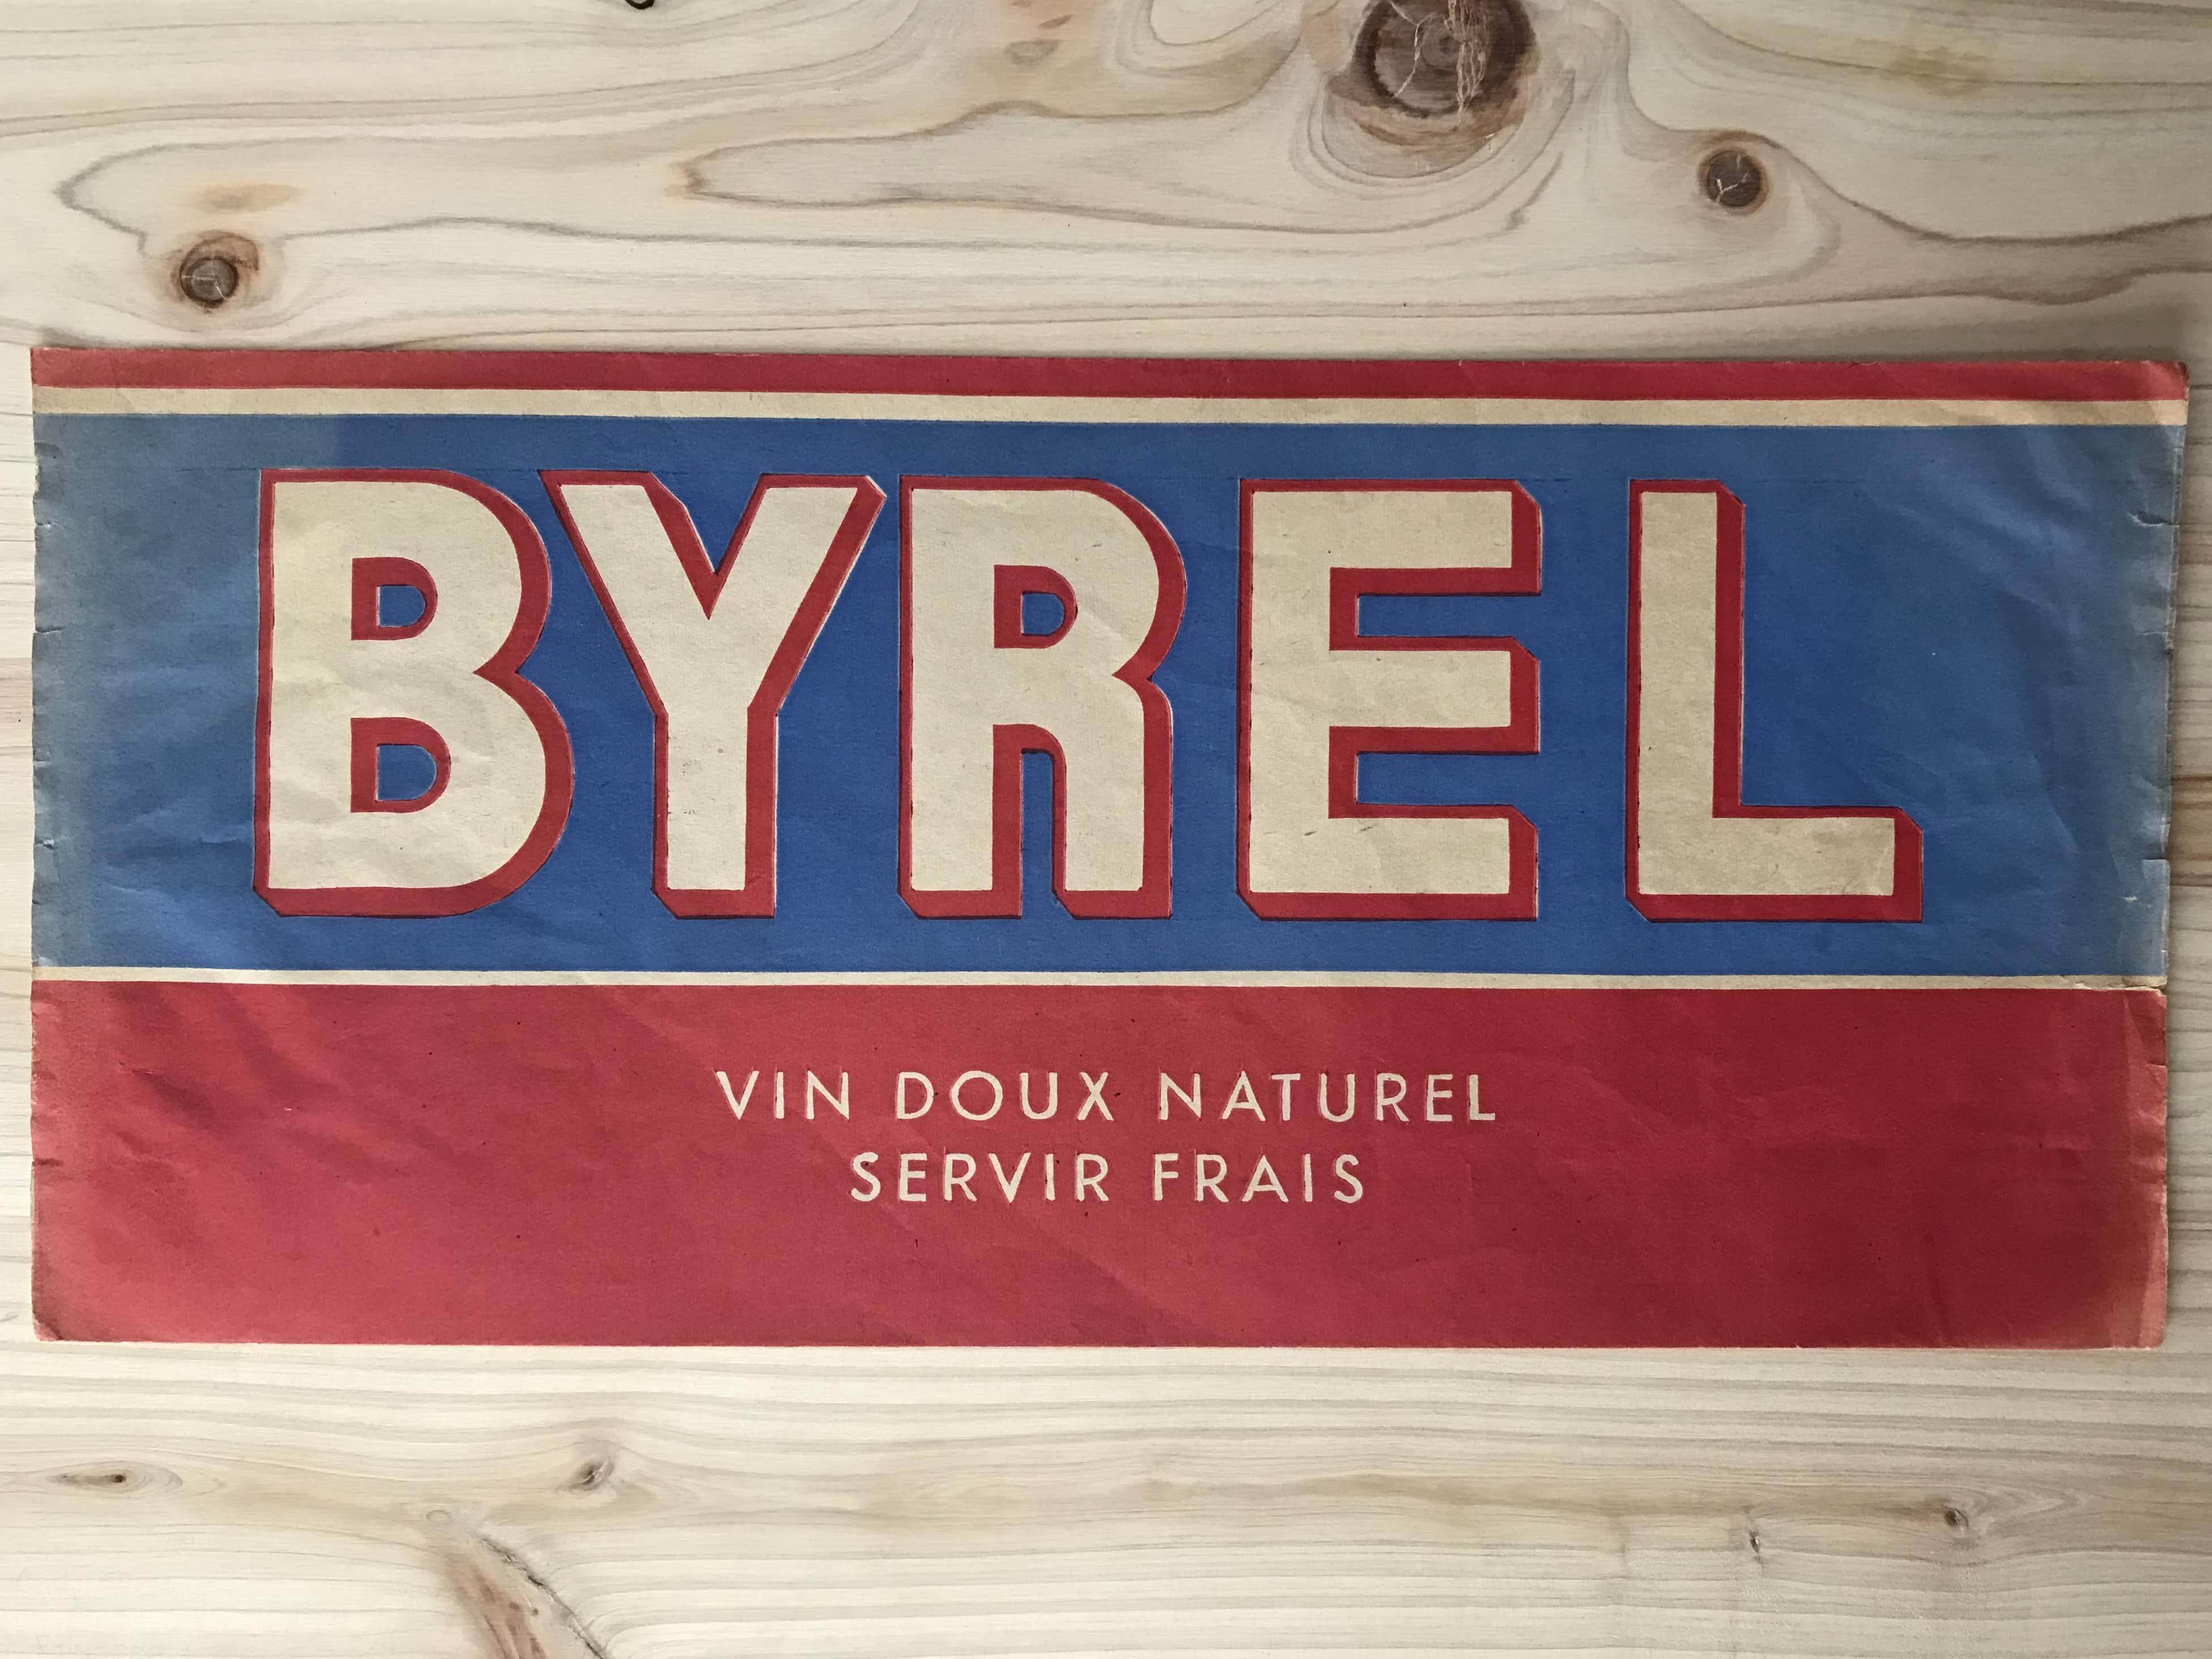 BYREL
VIN DOUX NATUREL
SERVIR FRAIS